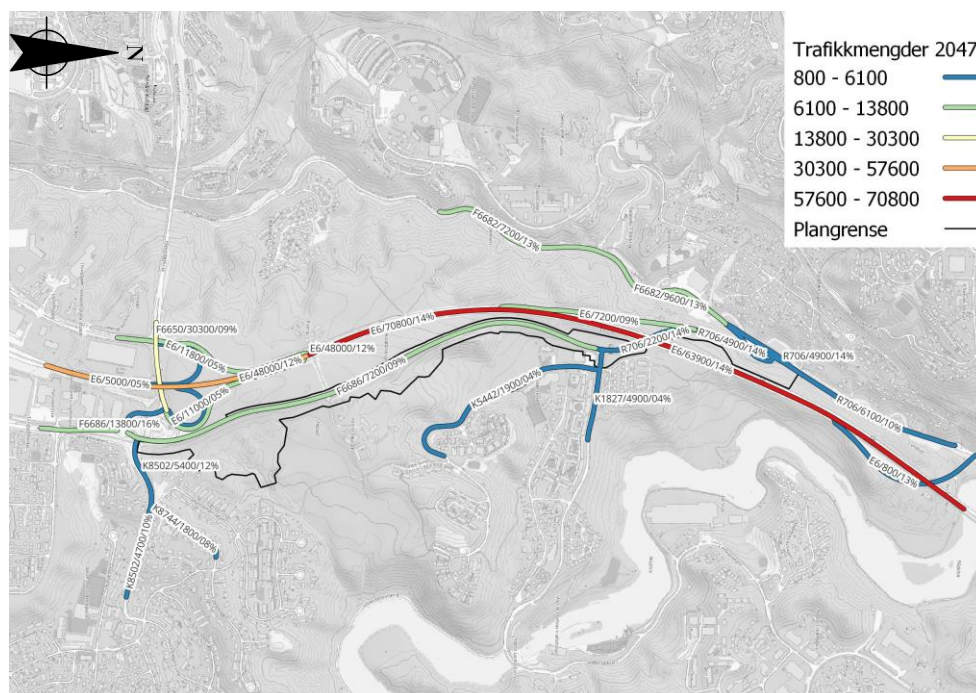 N
Trafikkmengder 2047
800 - 6100
6100 - 13800
13800 - 30300
30300 - 57600
57600 - 70800
Plangrense
F6682/7200/13%
F6682/9600/13%
E6/7200/09%
R706/4900/14%
R706/4900/14%
R706/2200/14%
E6/70800/14%
E6/63900/14%
F6650/30300/09%
E6/11800/05%
E6/48000/12%
E6/48000/12%
E6/5000/05%
E6/11000/05%
F6686/7200/09%
F6686/13800/16%
K5442/1900/04%
K1827/4900/04%
R706/6100/10%
E6/800/13%
K8502/5400/12%
K8744/1800/08%
K8502/4700/10%